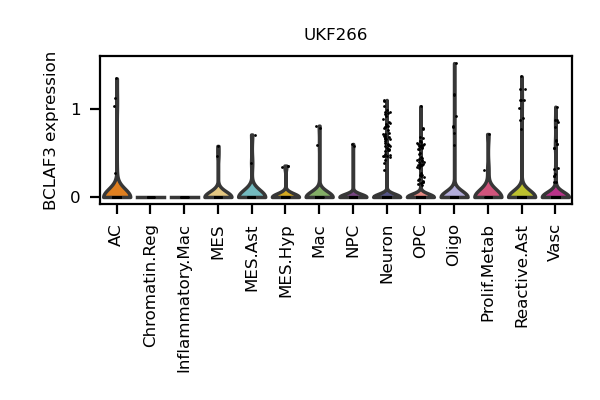 UKF266
BCLAF3 expression
1
0
AC
Chromatin.Reg
Inflammatory.Mac
MES
MES.Ast
MES.Hyp
Mac
NPC
Neuron
OPC
Oligo
Prolif.Metab
Reactive.Ast
Vasc